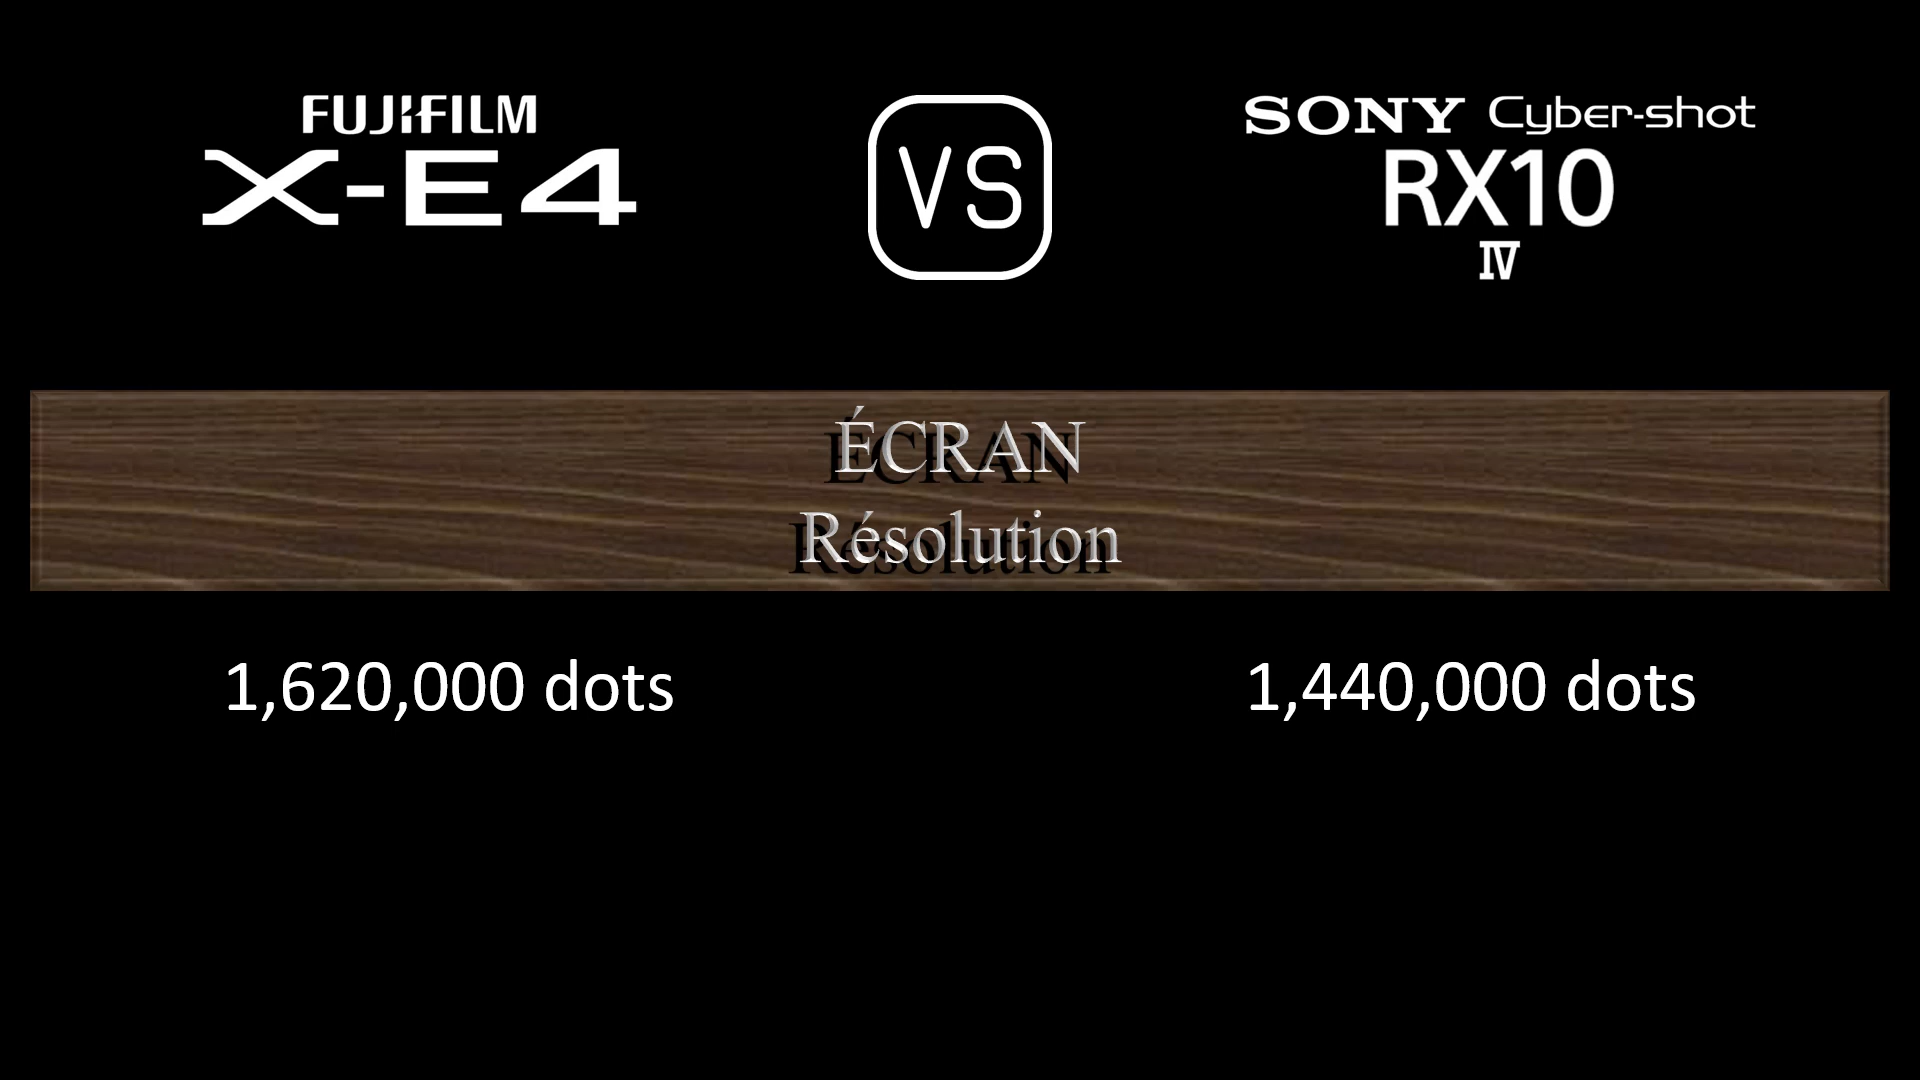 FUJIFILM
X-E4
VS
SONY Cyber-shot
RX10
IV
ÉCRAN
Résolution
1,620,000 dots
1,440,000 dots